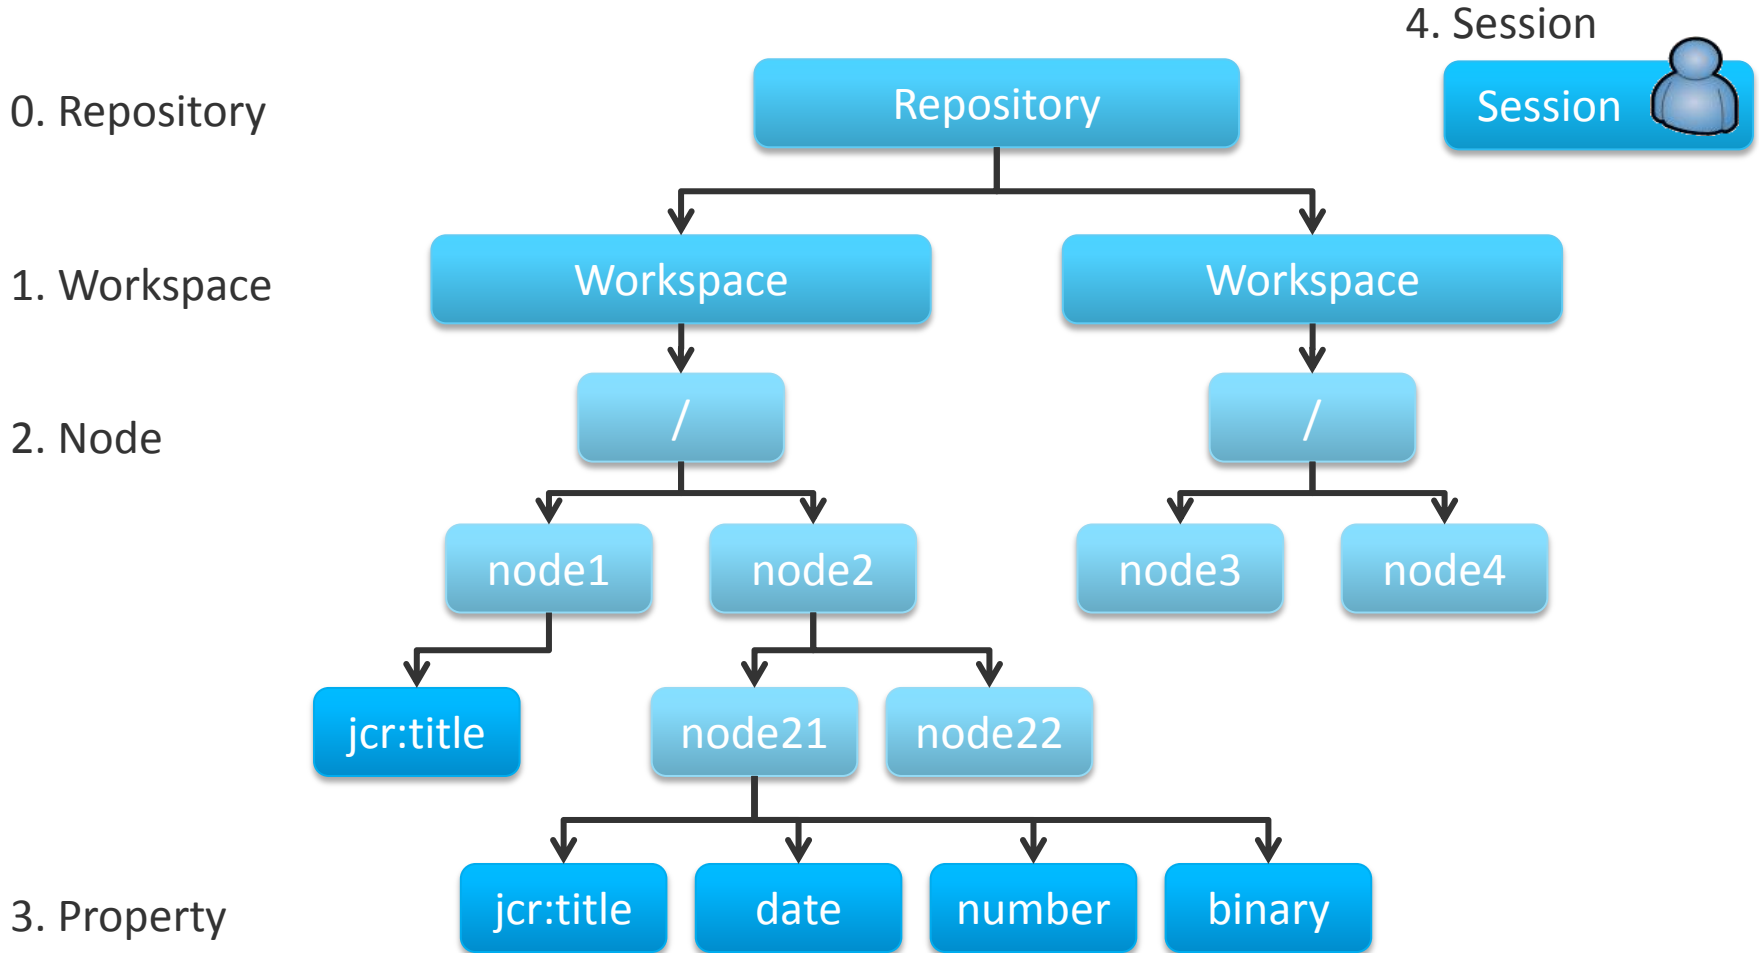 4. Session
0. Repository
Repository
Session
1. Workspace
Workspace
Workspace
2. Node
/
/
node1
node2
node3
node4
jcr:title
node21
node22
3. Property
jcr:title
date
number
binary